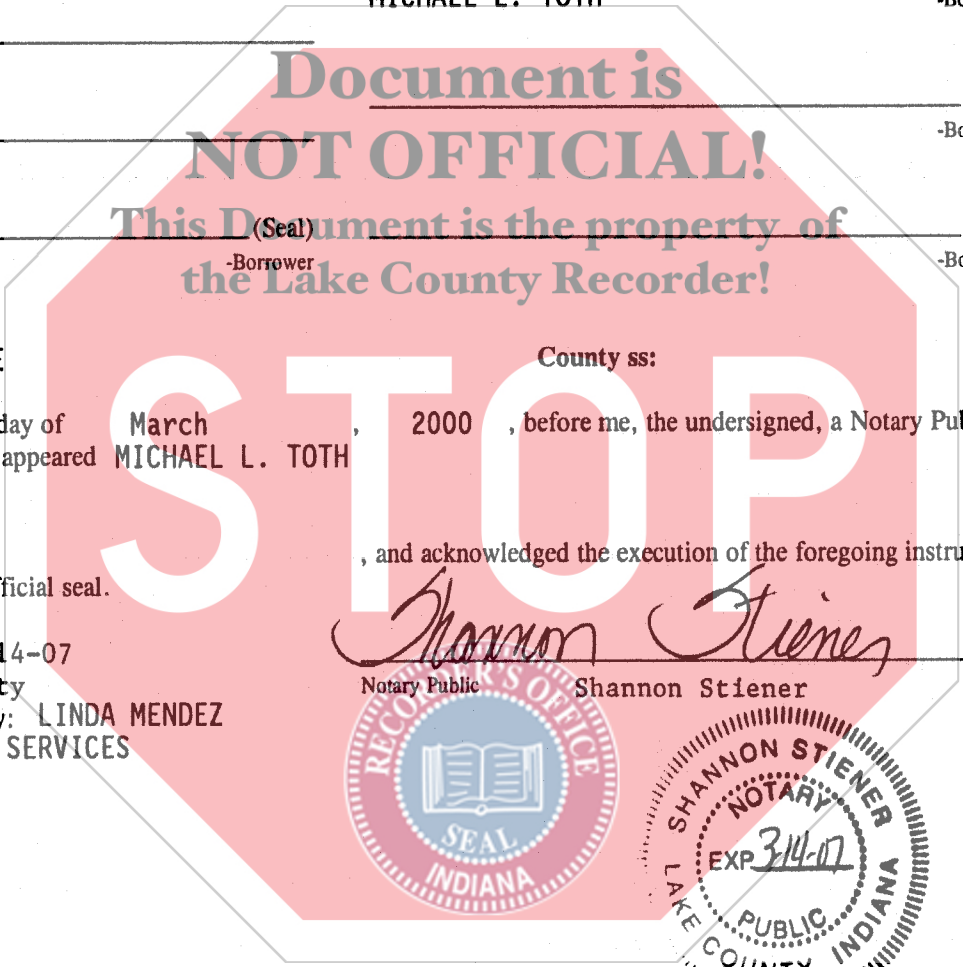 MICHAEL L. TOTH
Document is
NOT OFFICIAL!
-Bo
This Document is the property of
(Seal)
-Borrower
-Bo
the Lake County Recorder!
STOP
County ss:
day of March , 2000 , before me, the undersigned, a Notary Pub
appeared MICHAEL L. TOTH
, and acknowledged the execution of the foregoing instru
ficial seal.
Shannon Stiener
14-07
Notary Public Shannon Stiener
ty
y: LINDA MENDEZ
SERVICES
RECORDER'S OFFICE
SEAL
INDIANA
SHANNON STIENER
NOTARY
EXP 3-14-07
PUBLIC
LAKE COUNTY INDIANA